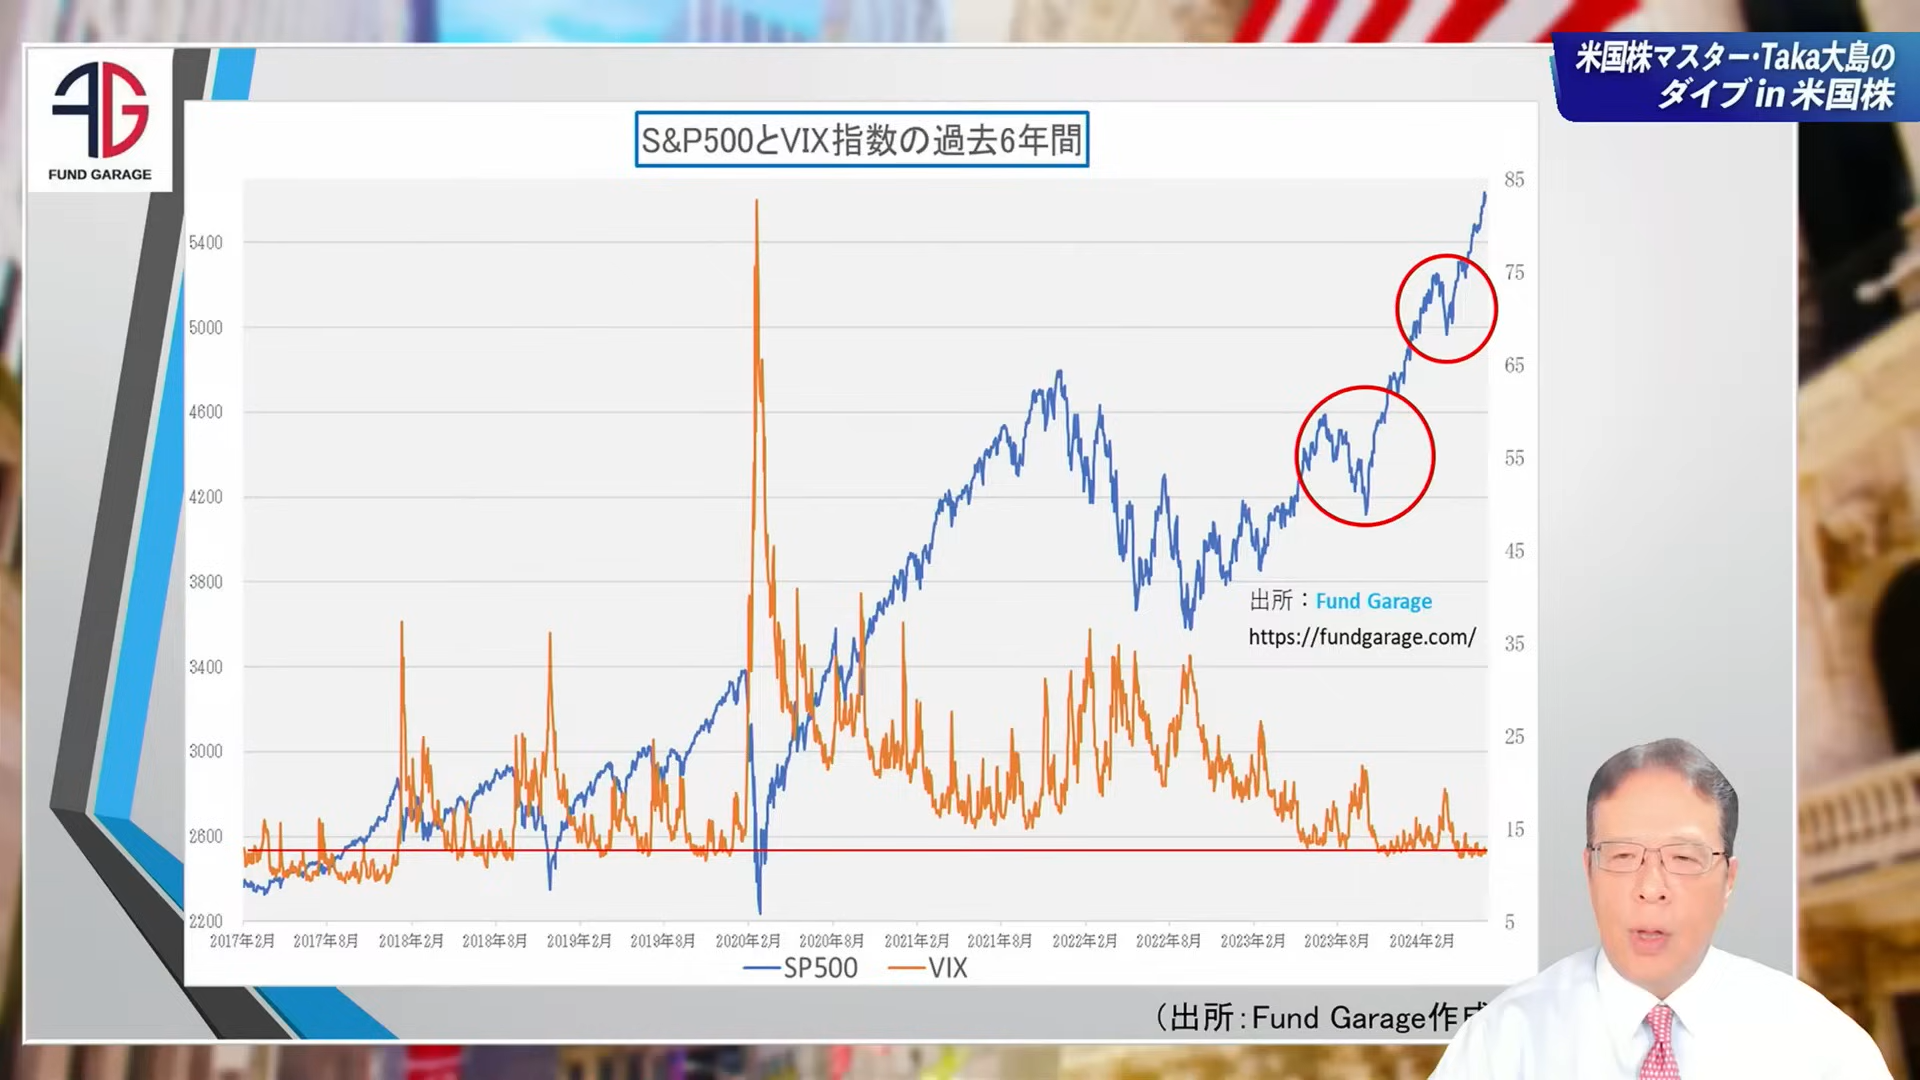 FUND GARAGE
米国株マスター・Taka大島の
ダイブ in 米国株
S&P500とVIX指数の過去6年間
5400
5000
4600
4200
3800
3400
3000
2600
2200
85
75
65
55
45
35
25
15
5
出所：Fund Garage
https://fundgarage.com/
2017年2月 2017年8月 2018年2月 2018年8月 2019年2月 2019年8月 2020年2月 2020年8月 2021年2月 2021年8月 2022年2月 2022年8月 2023年2月 2023年8月 2024年2月
SP500 VIX
（出所：Fund Garage作成